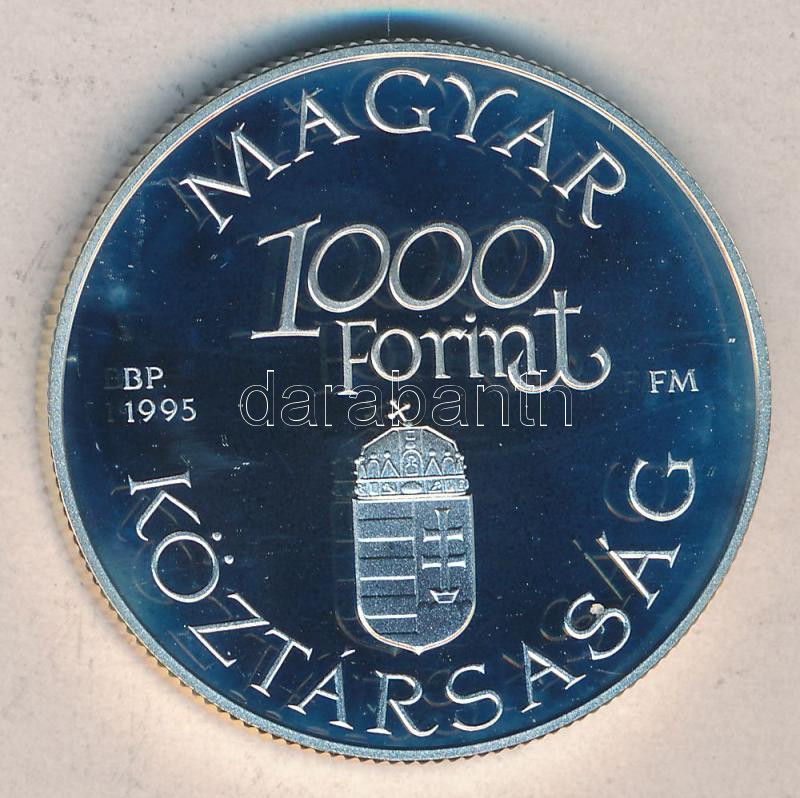 MAGYAR
1000
Forint
BP.
1995
FM
KÖZTÁRSASÁG
darabanth